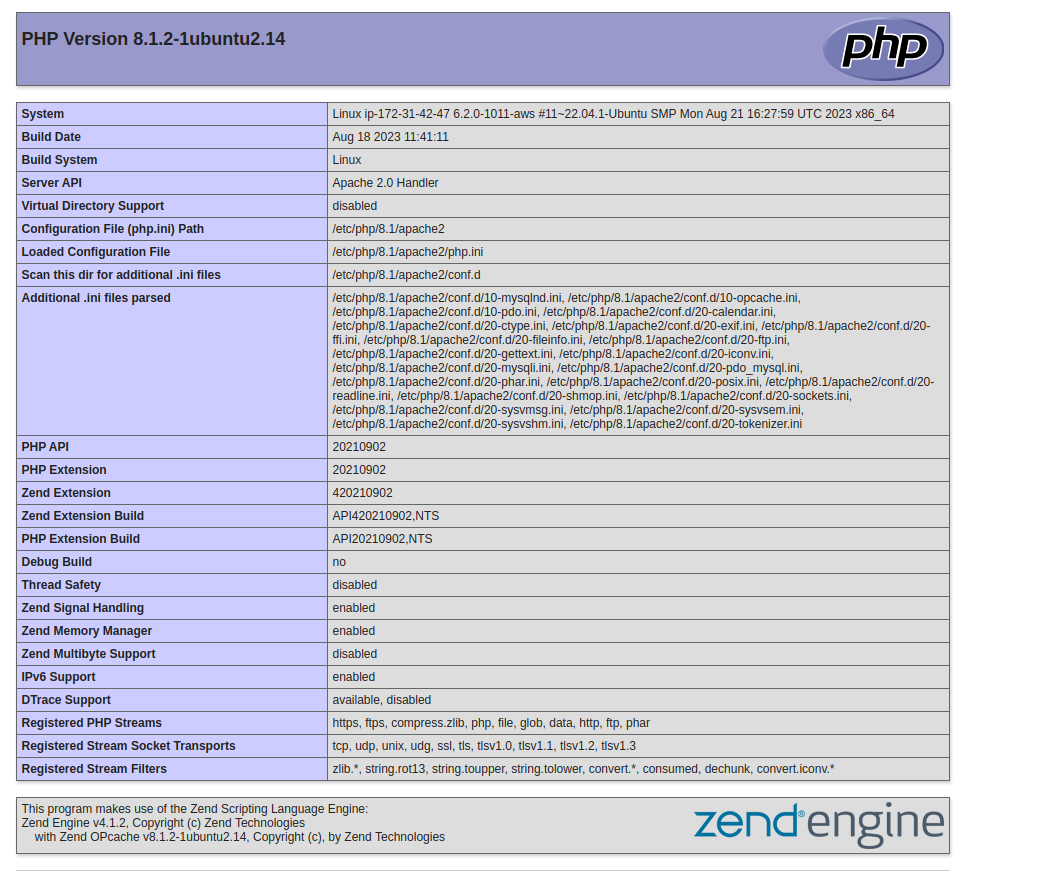 PHP Version 8.1.2-1ubuntu2.14
php
System Linux ip-172-31-42-47 6.2.0-1011-aws #11~22.04.1-Ubuntu SMP Mon Aug 21 16:27:59 UTC 2023 x86_64
Build Date Aug 18 2023 11:41:11
Build System Linux
Server API Apache 2.0 Handler
Virtual Directory Support disabled
Configuration File (php.ini) Path /etc/php/8.1/apache2
Loaded Configuration File /etc/php/8.1/apache2/php.ini
Scan this dir for additional .ini files /etc/php/8.1/apache2/conf.d
Additional .ini files parsed /etc/php/8.1/apache2/conf.d/10-mysqlnd.ini, /etc/php/8.1/apache2/conf.d/10-opcache.ini,
/etc/php/8.1/apache2/conf.d/10-pdo.ini, /etc/php/8.1/apache2/conf.d/20-calendar.ini,
/etc/php/8.1/apache2/conf.d/20-ctype.ini, /etc/php/8.1/apache2/conf.d/20-exif.ini, /etc/php/8.1/apache2/conf.d/20-
ffi.ini, /etc/php/8.1/apache2/conf.d/20-fileinfo.ini, /etc/php/8.1/apache2/conf.d/20-ftp.ini,
/etc/php/8.1/apache2/conf.d/20-gettext.ini, /etc/php/8.1/apache2/conf.d/20-iconv.ini,
/etc/php/8.1/apache2/conf.d/20-mysqli.ini, /etc/php/8.1/apache2/conf.d/20-pdo_mysql.ini,
/etc/php/8.1/apache2/conf.d/20-phar.ini, /etc/php/8.1/apache2/conf.d/20-posix.ini, /etc/php/8.1/apache2/conf.d/20-
readline.ini, /etc/php/8.1/apache2/conf.d/20-shmop.ini, /etc/php/8.1/apache2/conf.d/20-sockets.ini,
/etc/php/8.1/apache2/conf.d/20-sysvmsg.ini, /etc/php/8.1/apache2/conf.d/20-sysvsem.ini,
/etc/php/8.1/apache2/conf.d/20-sysvshm.ini, /etc/php/8.1/apache2/conf.d/20-tokenizer.ini
PHP API 20210902
PHP Extension 20210902
Zend Extension 420210902
Zend Extension Build API420210902,NTS
PHP Extension Build API20210902,NTS
Debug Build no
Thread Safety disabled
Zend Signal Handling enabled
Zend Memory Manager enabled
Zend Multibyte Support disabled
IPv6 Support enabled
DTrace Support available, disabled
Registered PHP Streams https, ftps, compress.zlib, php, file, glob, data, http, ftp, phar
Registered Stream Socket Transports tcp, udp, unix, udg, ssl, tls, tlsv1.0, tlsv1.1, tlsv1.2, tlsv1.3
Registered Stream Filters zlib.*, string.rot13, string.toupper, string.tolower, convert.*, consumed, dechunk, convert.iconv.*
This program makes use of the Zend Scripting Language Engine:
Zend Engine v4.1.2, Copyright (c) Zend Technologies
with Zend OPcache v8.1.2-1ubuntu2.14, Copyright (c), by Zend Technologies
zend® engine